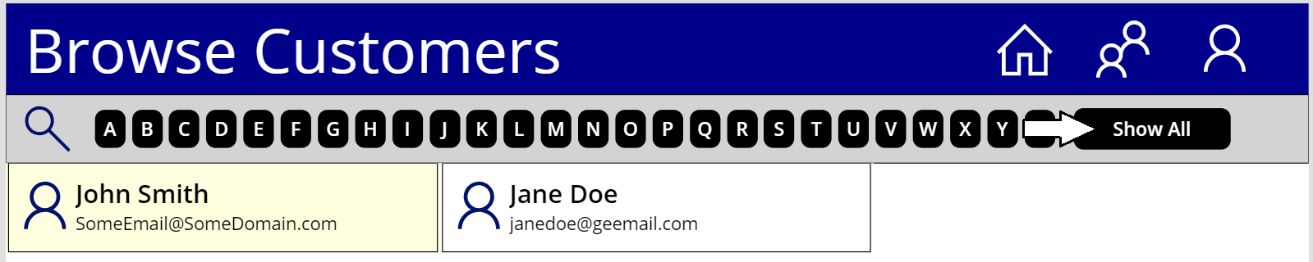 Browse Customers
A B C D E F G H I J K L M N O P Q R S T U V W X Y Show All
John Smith
SomeEmail@SomeDomain.com
Jane Doe
janedoe@geemail.com